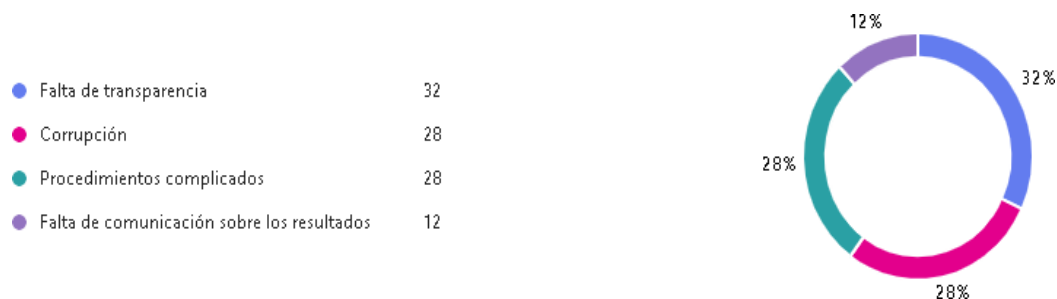 Falta de transparencia 32
Corrupción 28
Procedimientos complicados 28
Falta de comunicación sobre los resultados 12
12%
32%
28%
28%